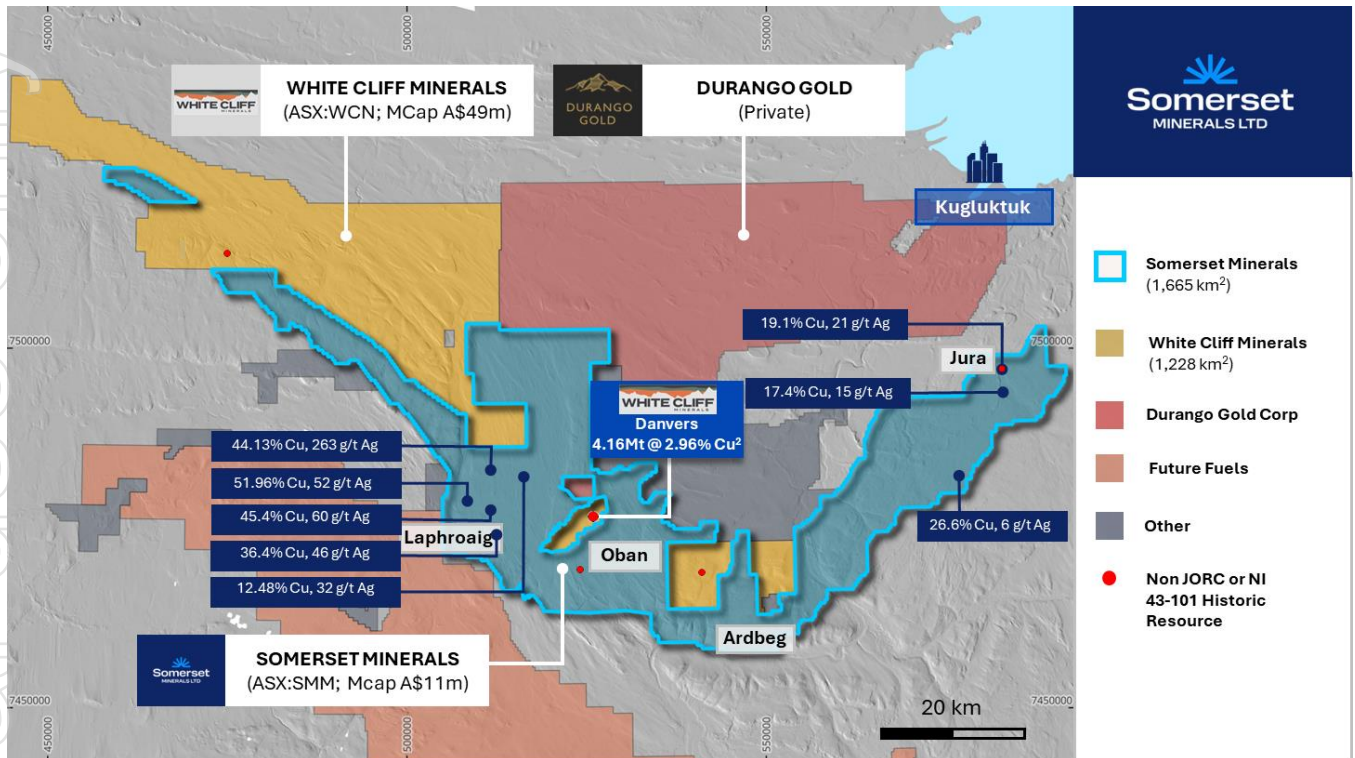 450000
500000
550000
WHITE CLIFF
MINERALS
WHITE CLIFF MINERALS
(ASX:WCN; MCap A$49m)
DURANGO
GOLD
DURANGO GOLD
(Private)
Somerset
MINERALS LTD
Kugluktuk
Somerset Minerals
(1,665 km²)
White Cliff Minerals
(1,228 km²)
Durango Gold Corp
Future Fuels
Other
Non JORC or NI
43-101 Historic
Resource
7500000
7500000
19.1% Cu, 21 g/t Ag
Jura
17.4% Cu, 15 g/t Ag
WHITE CLIFF
MINERALS
Danvers
4.16Mt @ 2.96% Cu²
44.13% Cu, 263 g/t Ag
51.96% Cu, 52 g/t Ag
45.4% Cu, 60 g/t Ag
36.4% Cu, 46 g/t Ag
12.48% Cu, 32 g/t Ag
26.6% Cu, 6 g/t Ag
Laphroaig
Oban
Ardbeg
Somerset
MINERALS LTD
SOMERSET MINERALS
(ASX:SMM; Mcap A$11m)
20 km
7450000
7450000
450000
500000
550000